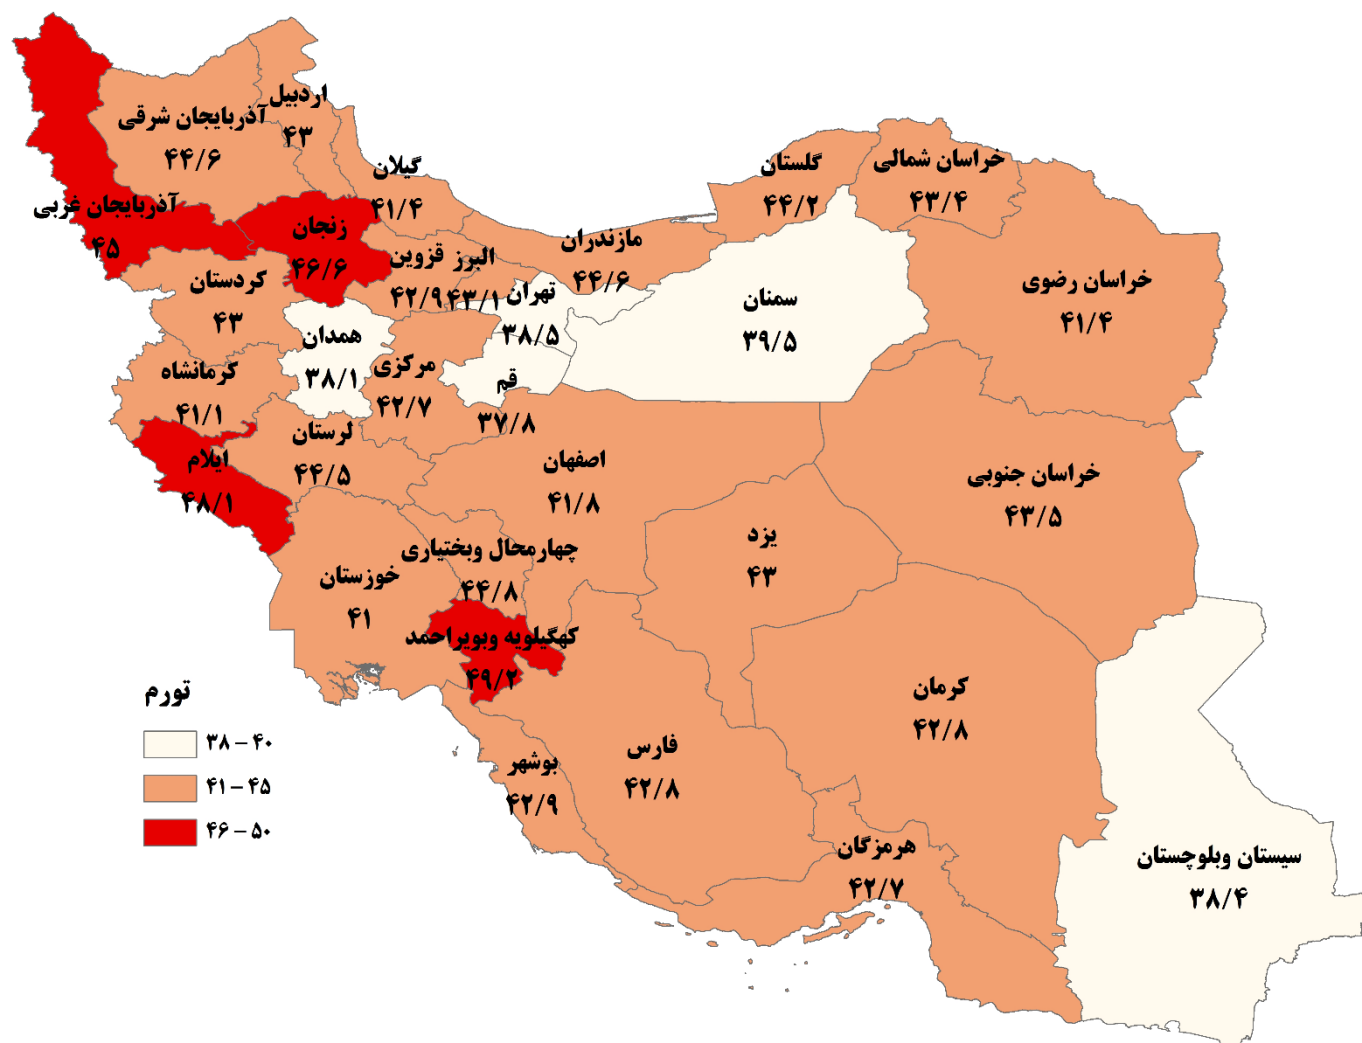 اردبیل
۴۳
آذربایجان شرقی
۴۴/۶
گیلان
۴۱/۴
گلستان
۴۴/۲
خراسان شمالی
۴۳/۴
آذربایجان غربی
۴۵
زنجان
۴۶/۶
مازندران
۴۴/۶
البرز
۴۳/۱
قزوین
۴۲/۹
کردستان
۴۳
تهران
۳۸/۵
سمنان
۳۹/۵
خراسان رضوی
۴۱/۴
همدان
۳۸/۱
مرکزی
۴۲/۷
قم
۳۷/۸
کرمانشاه
۴۱/۱
لرستان
۴۴/۵
ایلام
۴۸/۱
اصفهان
۴۱/۸
خراسان جنوبی
۴۳/۵
یزد
۴۳
چهارمحال وبختیاری
۴۴/۸
خوزستان
۴۱
کهگیلویه وبویراحمد
۴۹/۲
کرمان
۴۲/۸
فارس
۴۲/۸
بوشهر
۴۲/۹
هرمزگان
۴۲/۷
سیستان وبلوچستان
۳۸/۴
تورم
۳۸ – ۴۰
۴۱ – ۴۵
۴۶ – ۵۰